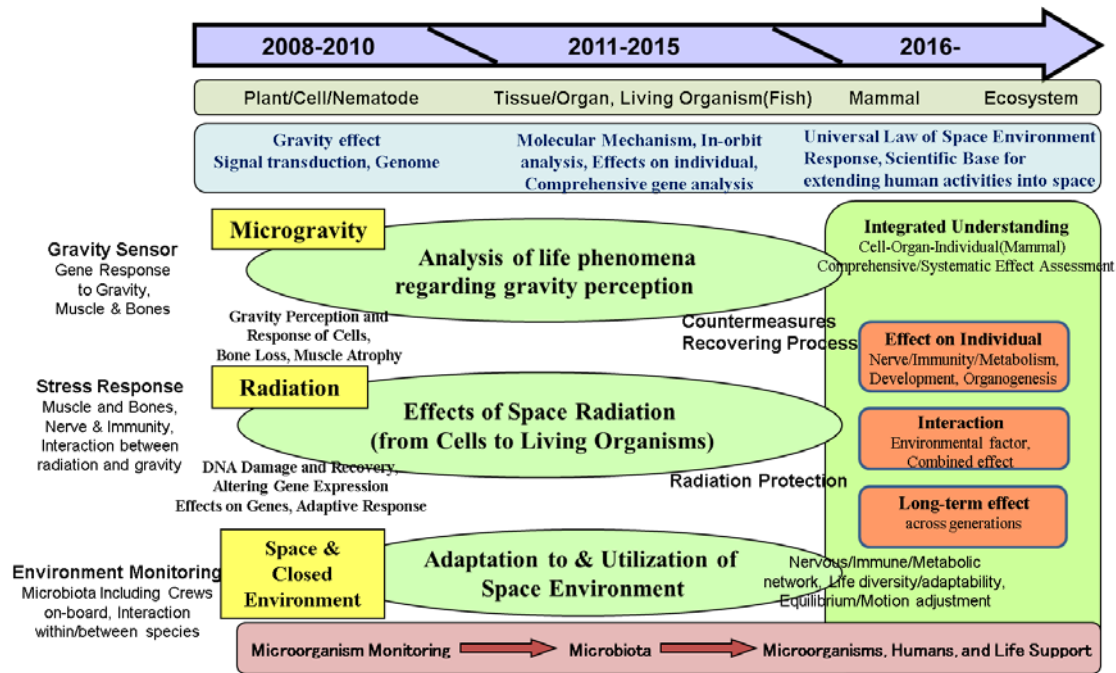 2008-2010
2011-2015
2016-
Plant/Cell/Nematode
Tissue/Organ, Living Organism(Fish)
Mammal
Ecosystem
Gravity effect
Signal transduction, Genome
Molecular Mechanism, In-orbit
analysis, Effects on individual,
Comprehensive gene analysis
Universal Law of Space Environment
Response, Scientific Base for
extending human activities into space
Gravity Sensor
Gene Response
to Gravity,
Muscle & Bones
Microgravity
Analysis of life phenomena
regarding gravity perception
Gravity Perception and
Response of Cells,
Bone Loss, Muscle Atrophy
Countermeasures
Recovering Process
Integrated Understanding
Cell-Organ-Individual(Mammal)
Comprehensive/Systematic Effect Assessment
Effect on Individual
Nerve/Immunity/Metabolism,
Development, Organogenesis
Stress Response
Muscle and Bones,
Nerve & Immunity,
Interaction between
radiation and gravity
Radiation
Effects of Space Radiation
(from Cells to Living Organisms)
DNA Damage and Recovery,
Altering Gene Expression
Effects on Genes, Adaptive Response
Radiation Protection
Interaction
Environmental factor,
Combined effect
Long-term effect
across generations
Environment Monitoring
Microbiota Including Crews
on-board, Interaction
within/between species
Space &
Closed
Environment
Adaptation to & Utilization of
Space Environment
Nervous/Immune/Metabolic
network, Life diversity/adaptability,
Equilibrium/Motion adjustment
Microorganism Monitoring
Microbiota
Microorganisms, Humans, and Life Support